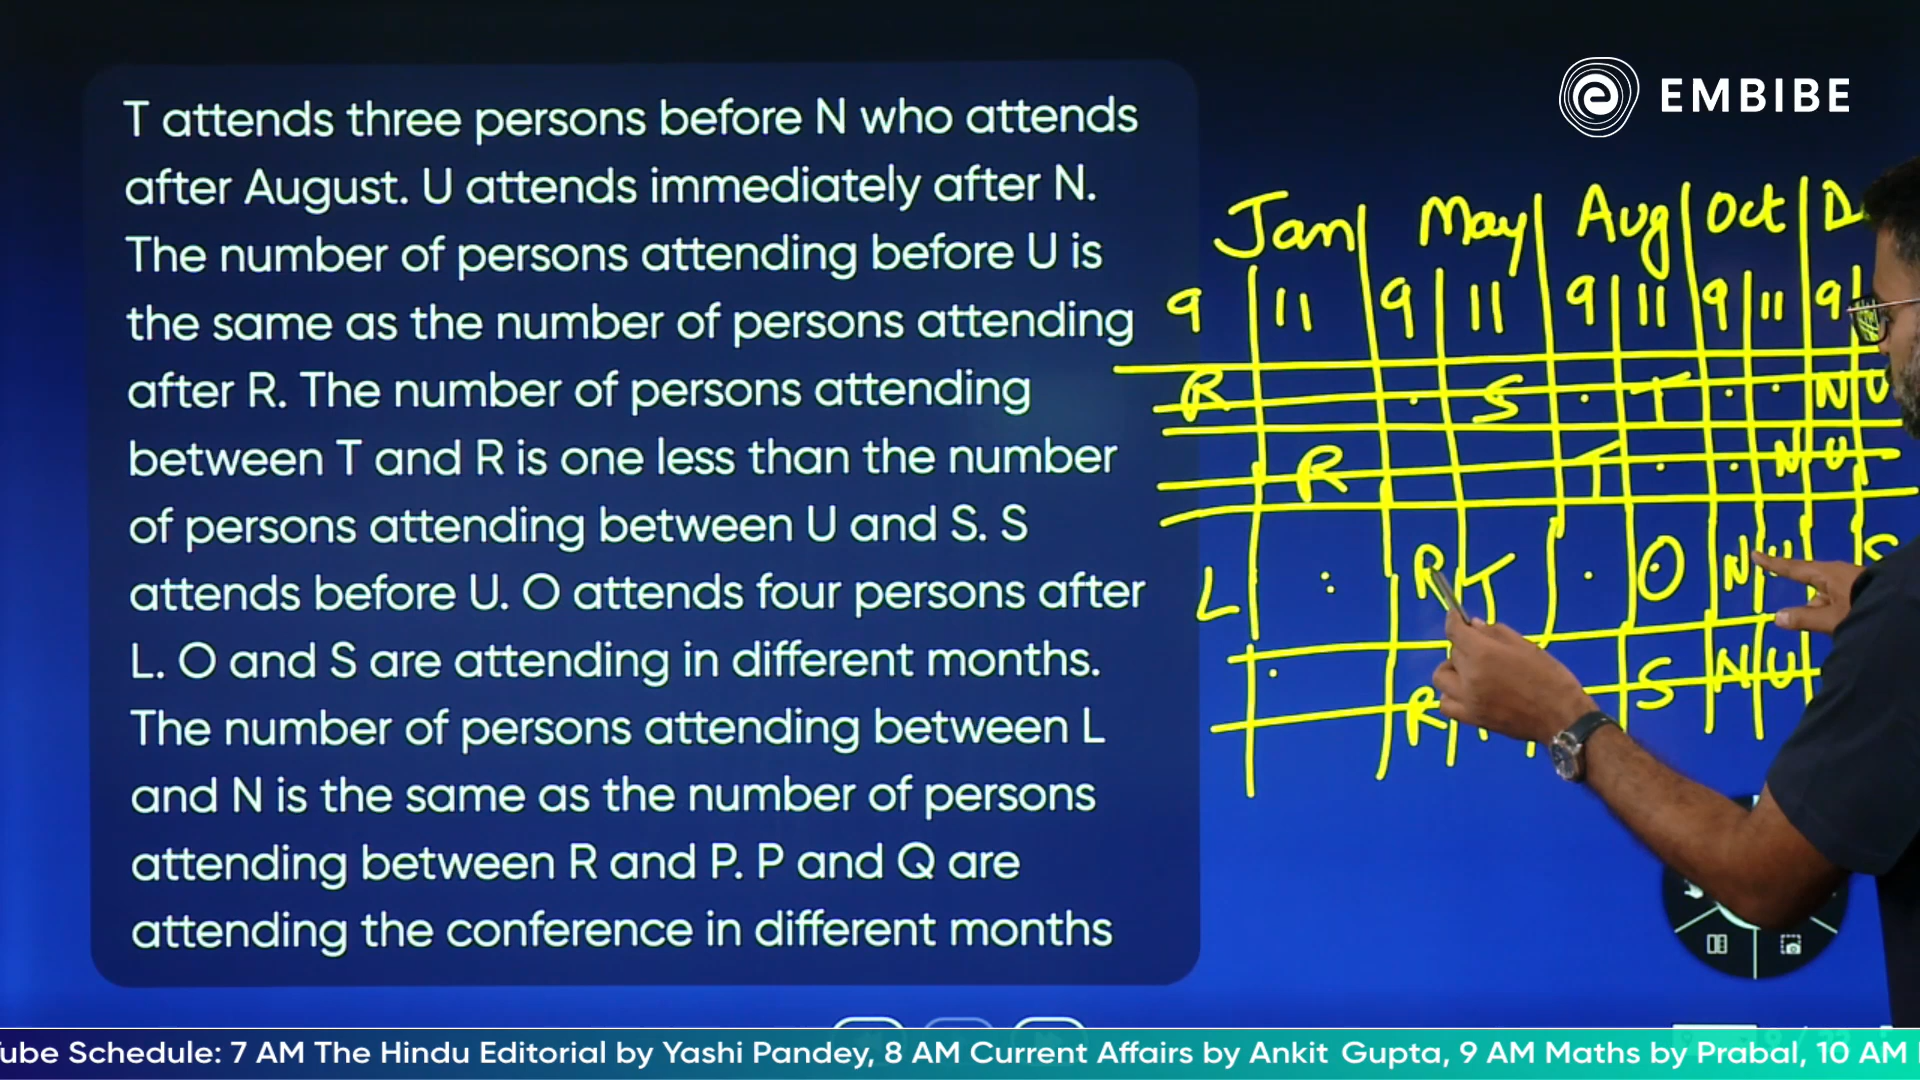 EMBIBE
T attends three persons before N who attends
after August. U attends immediately after N.
The number of persons attending before U is
the same as the number of persons attending
after R. The number of persons attending
between T and R is one less than the number
of persons attending between U and S. S
attends before U. O attends four persons after
L. O and S are attending in different months.
The number of persons attending between L
and N is the same as the number of persons
attending between R and P. P and Q are
attending the conference in different months
Jan May Aug Oct D
9 11 9 11 9 11 9 11 9
R . S . T . . N U
R T . . N U
L : R T . O N U S
. R S N U
ube Schedule: 7 AM The Hindu Editorial by Yashi Pandey, 8 AM Current Affairs by Ankit Gupta, 9 AM Maths by Prabal, 10 AM